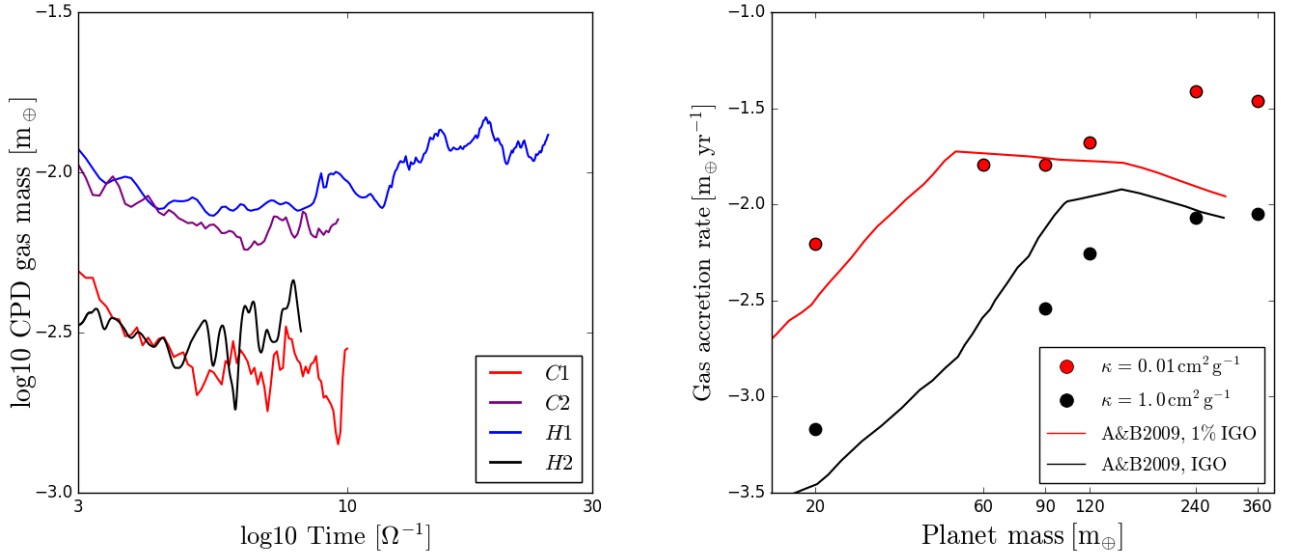 −1.5
−2.0
−2.5
−3.0
log10 CPD gas mass [m⊕]
3
10
30
log10 Time [Ω⁻¹]
C1
C2
H1
H2
−1.0
−1.5
−2.0
−2.5
−3.0
−3.5
Gas accretion rate [m⊕ yr⁻¹]
20
60
90
120
240
360
Planet mass [m⊕]
κ = 0.01 cm² g⁻¹
κ = 1.0 cm² g⁻¹
A&B2009, 1% IGO
A&B2009, IGO